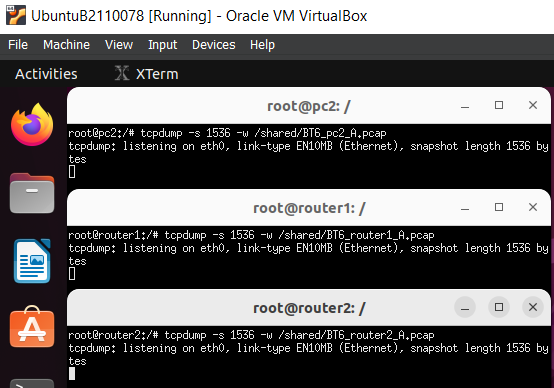 UbuntuB2110078 [Running] - Oracle VM VirtualBox
File Machine View Input Devices Help
Activities XTerm
root@pc2: /
root@pc2:/# tcpdump -s 1536 -w /shared/BT6_pc2_A.pcap
tcpdump: listening on eth0, link-type EN10MB (Ethernet), snapshot length 1536 by
tes
root@router1: /
root@router1:/# tcpdump -s 1536 -w /shared/BT6_router1_A.pcap
tcpdump: listening on eth0, link-type EN10MB (Ethernet), snapshot length 1536 by
tes
root@router2: /
root@router2:/# tcpdump -s 1536 -w /shared/BT6_router2_A.pcap
tcpdump: listening on eth0, link-type EN10MB (Ethernet), snapshot length 1536 by
tes